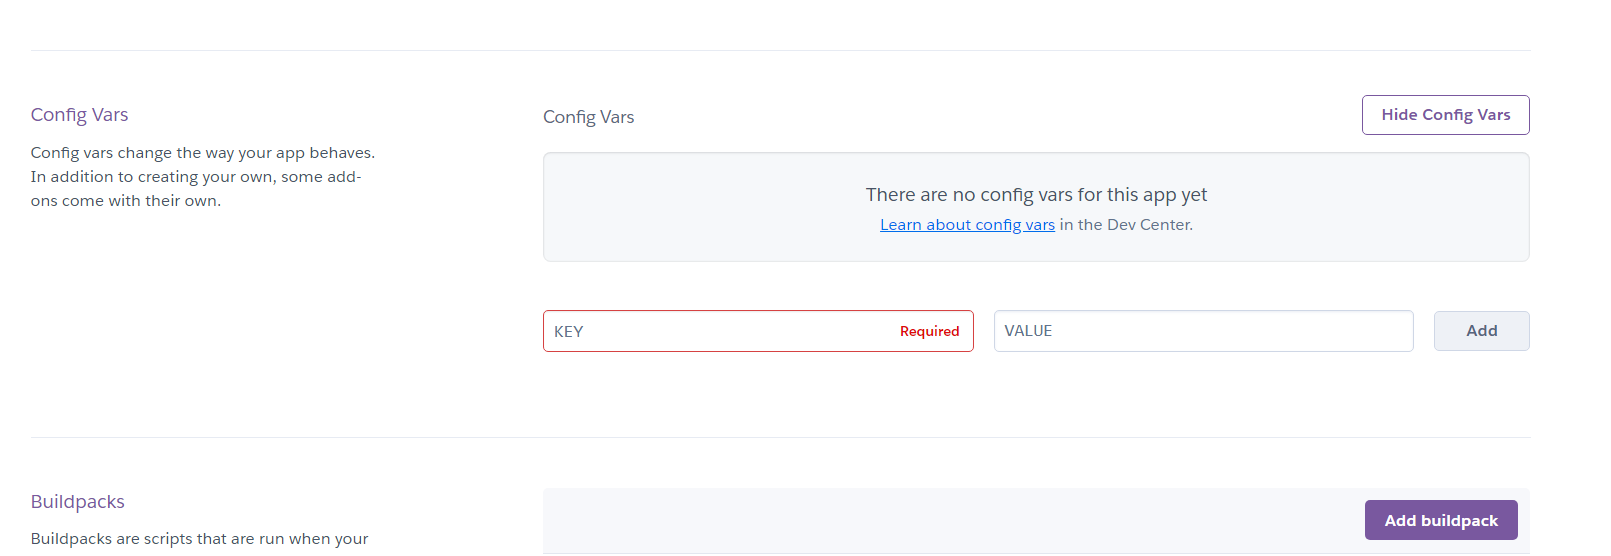 Config Vars
Config vars change the way your app behaves.
In addition to creating your own, some add-
ons come with their own.
Config Vars
Hide Config Vars
There are no config vars for this app yet
Learn about config vars in the Dev Center.
KEY Required VALUE Add
Buildpacks
Buildpacks are scripts that are run when your
Add buildpack